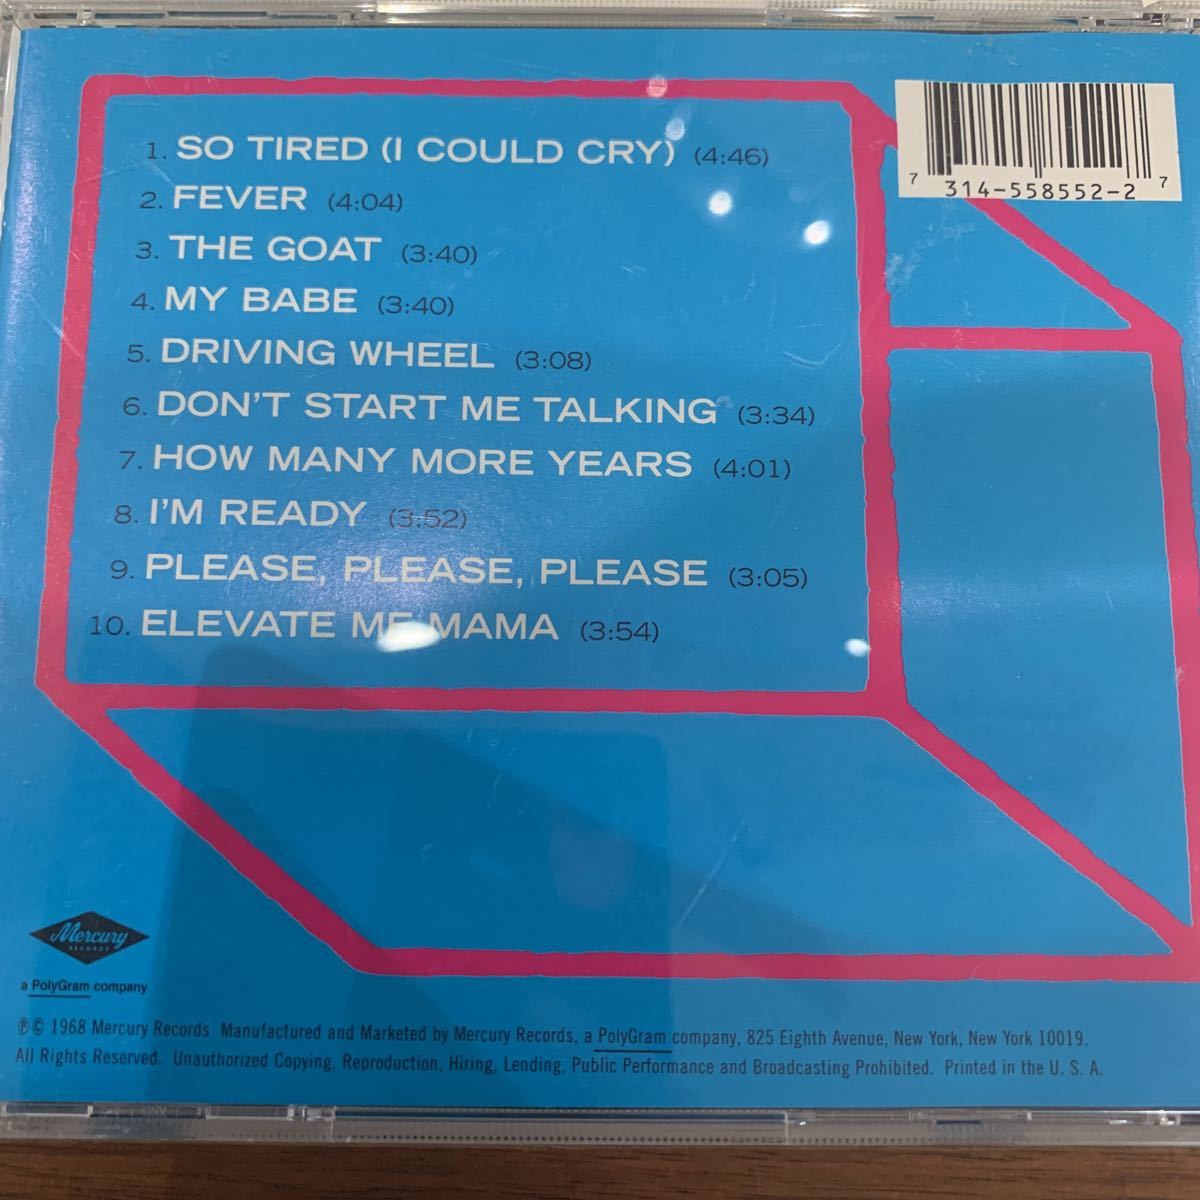 1. SO TIRED (I COULD CRY) (4:46)
2. FEVER (4:04)
3. THE GOAT (3:40)
4. MY BABE (3:40)
5. DRIVING WHEEL (3:08)
6. DON'T START ME TALKING (3:34)
7. HOW MANY MORE YEARS (4:01)
8. I'M READY (3:52)
9. PLEASE, PLEASE, PLEASE (3:05)
10. ELEVATE ME MAMA (3:54)
7 314-558552-2 7
Mercury
RECORDS
a PolyGram company
℗© 1968 Mercury Records Manufactured and Marketed by Mercury Records, a PolyGram company, 825 Eighth Avenue, New York, New York 10019.
All Rights Reserved. Unauthorized Copying, Reproduction, Hiring, Lending, Public Performance and Broadcasting Prohibited. Printed in the U. S. A.